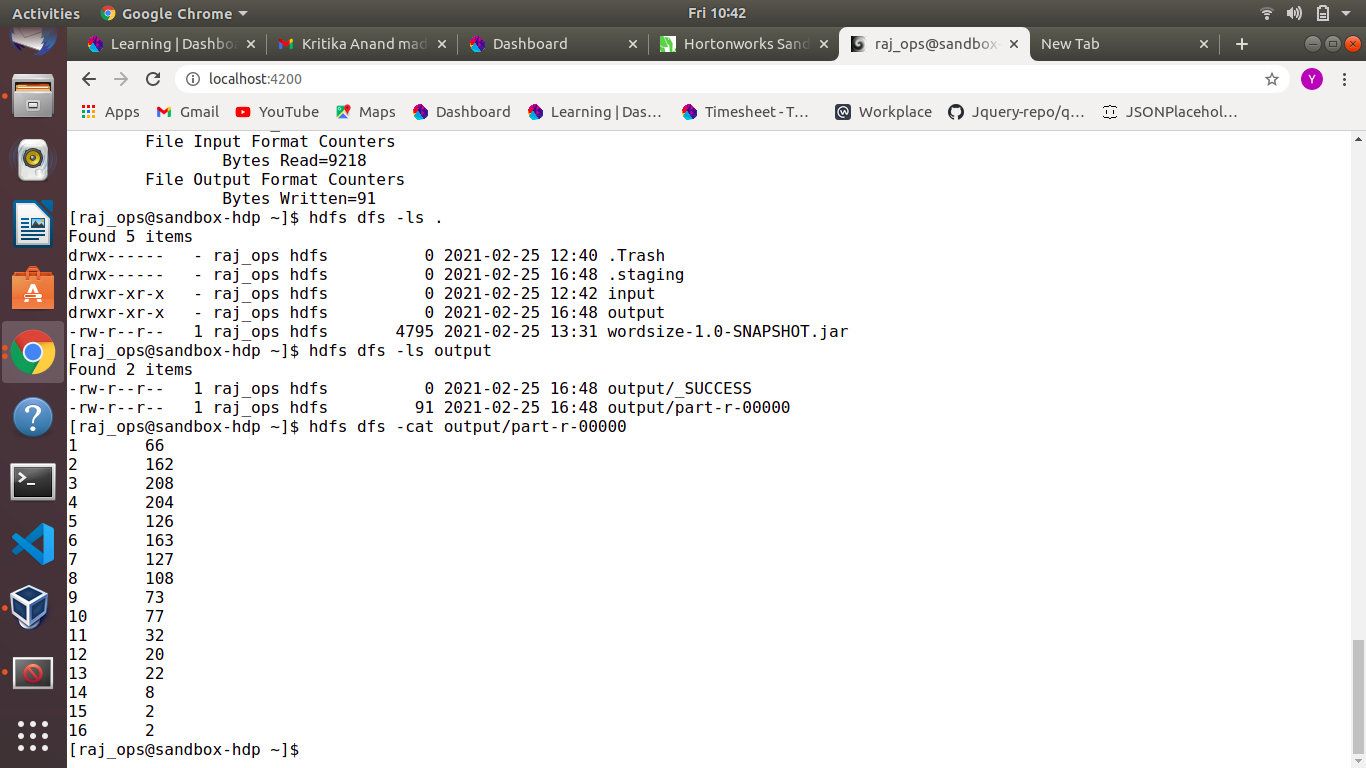 Activities Google Chrome Fri 10:42
Learning | Dashbo Kritika Anand mad Dashboard Hortonworks Sand raj_ops@sandbox- New Tab
localhost:4200 Y
Apps Gmail YouTube Maps Dashboard Learning | Das… Timesheet - T… Workplace Jquery-repo/q… JSONPlacehol…
File Input Format Counters
Bytes Read=9218
File Output Format Counters
Bytes Written=91
[raj_ops@sandbox-hdp ~]$ hdfs dfs -ls .
Found 5 items
drwx------   - raj_ops hdfs          0 2021-02-25 12:40 .Trash
drwx------   - raj_ops hdfs          0 2021-02-25 16:48 .staging
drwxr-xr-x   - raj_ops hdfs          0 2021-02-25 12:42 input
drwxr-xr-x   - raj_ops hdfs          0 2021-02-25 16:48 output
-rw-r--r--   1 raj_ops hdfs       4795 2021-02-25 13:31 wordsize-1.0-SNAPSHOT.jar
[raj_ops@sandbox-hdp ~]$ hdfs dfs -ls output
Found 2 items
-rw-r--r--   1 raj_ops hdfs          0 2021-02-25 16:48 output/_SUCCESS
-rw-r--r--   1 raj_ops hdfs         91 2021-02-25 16:48 output/part-r-00000
[raj_ops@sandbox-hdp ~]$ hdfs dfs -cat output/part-r-00000
1       66
2       162
3       208
4       204
5       126
6       163
7       127
8       108
9       73
10      77
11      32
12      20
13      22
14      8
15      2
16      2
[raj_ops@sandbox-hdp ~]$